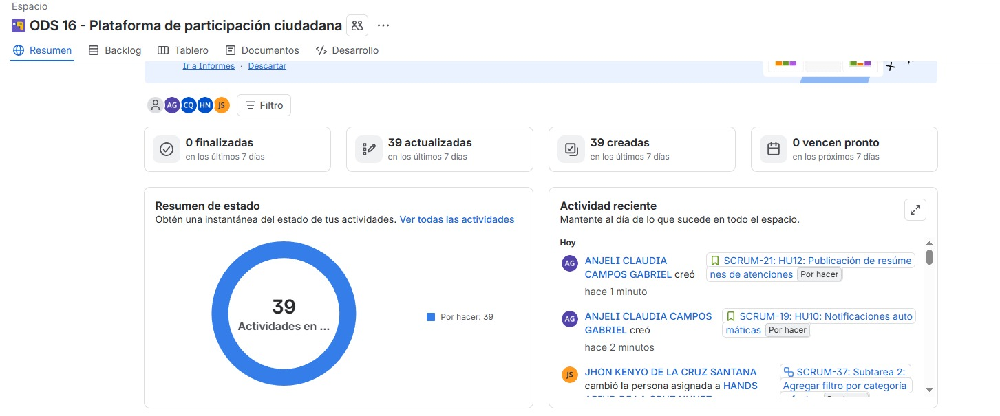 Espacio
ODS 16 - Plataforma de participación ciudadana
Resumen Backlog Tablero Documentos Desarrollo
Ir a Informes · Descartar
AG CQ HN JS Filtro
0 finalizadas
en los últimos 7 días
39 actualizadas
en los últimos 7 días
39 creadas
en los últimos 7 días
0 vencen pronto
en los próximos 7 días
Resumen de estado
Obtén una instantánea del estado de tus actividades. Ver todas las actividades
39
Actividades en ...
Por hacer: 39
Actividad reciente
Mantente al día de lo que sucede en todo el espacio.
Hoy
AG
ANJELI CLAUDIA
CAMPOS GABRIEL creó
SCRUM-21: HU12: Publicación de resúme
nes de atenciones Por hacer
hace 1 minuto
AG
ANJELI CLAUDIA CAMPOS
GABRIEL creó
SCRUM-19: HU10: Notificaciones auto
máticas Por hacer
hace 2 minutos
JS
JHON KENYO DE LA CRUZ SANTANA
cambió la persona asignada a HANDS
SCRUM-37: Subtarea 2:
Agregar filtro por categoría